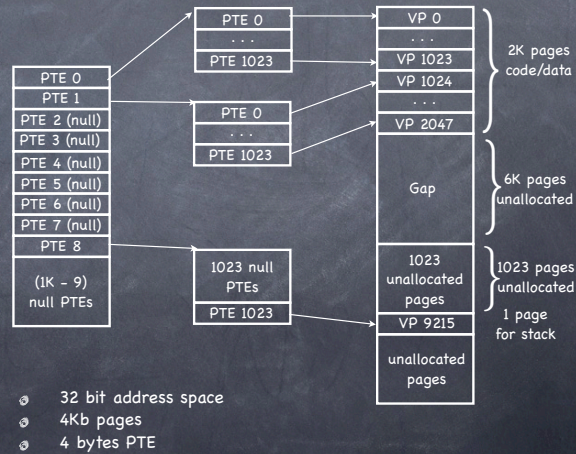 PTE 0
PTE 1
PTE 2 (null)
PTE 3 (null)
PTE 4 (null)
PTE 5 (null)
PTE 6 (null)
PTE 7 (null)
PTE 8
(1K - 9)
null PTEs
PTE 0
. . .
PTE 1023
PTE 0
. . .
PTE 1023
1023 null
PTEs
PTE 1023
VP 0
. . .
VP 1023
VP 1024
. . .
VP 2047
Gap
1023
unallocated
pages
VP 9215
unallocated
pages
2K pages
code/data
6K pages
unallocated
1023 pages
unallocated
1 page
for stack
32 bit address space
4Kb pages
4 bytes PTE